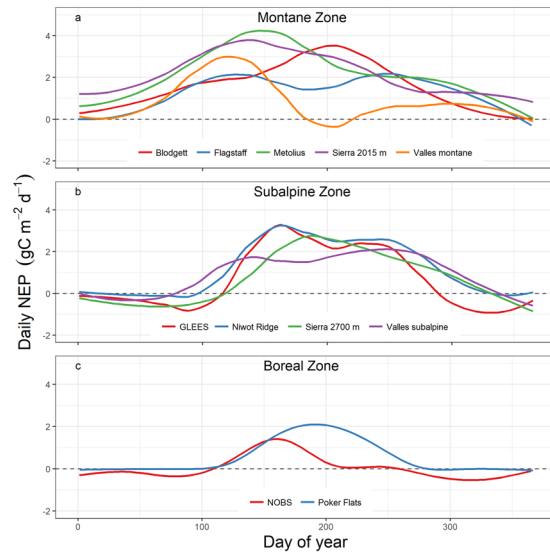 a
Montane Zone
4
2
0
-2
Blodgett Flagstaff Metolius Sierra 2015 m Valles montane
b
Subalpine Zone
4
2
0
-2
GLEES Niwot Ridge Sierra 2700 m Valles subalpine
c
Boreal Zone
4
2
0
-2
NOBS Poker Flats
0 100 200 300
Day of year
Daily NEP (gC m⁻² d⁻¹)